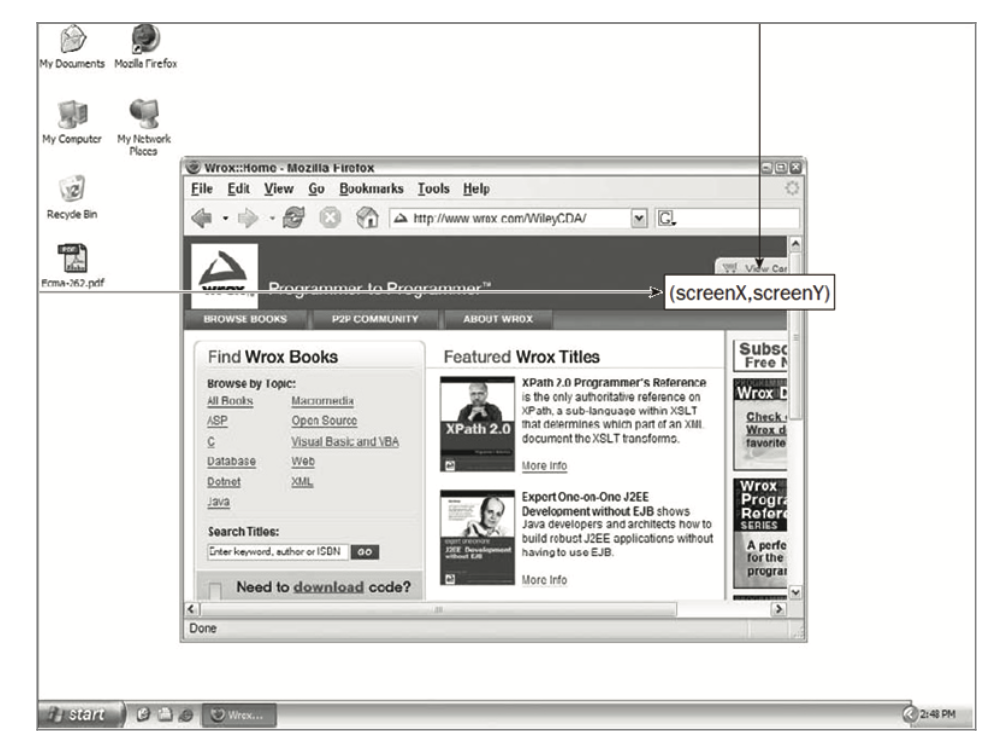 My Documents
Mozilla Firefox
My Computer
My Network
Places
Recycle Bin
Ecma-262.pdf
Wrox::Home - Mozilla Firefox
File Edit View Go Bookmarks Tools Help
http://www.wrox.com/WileyCDA/
View Car
Programmer to Programmer™
(screenX,screenY)
BROWSE BOOKS P2P COMMUNITY ABOUT WROX
Find Wrox Books
Browse by Topic:
All Books Macromedia
ASP Open Source
C Visual Basic and VBA
Database Web
Dotnet XML
Java
Search Titles:
Enter keyword, author or ISBN GO
Need to download code?
Featured Wrox Titles
XPath 2.0
XPath 2.0 Programmer's Reference
is the only authoritative reference on
XPath, a sub-language within XSLT
that determines which part of an XML
document the XSLT transforms.
More Info
J2EE Development
without EJB
Expert One-on-One J2EE
Development without EJB shows
Java developers and architects how to
build robust J2EE applications without
having to use EJB.
More Info
Subsc
Free N
Wrox D
Check
Wrox d
favorite
Wrox
Progra
Refere
SERIES
A perfe
for the
prograr
Done
start
Wrox...
2:48 PM